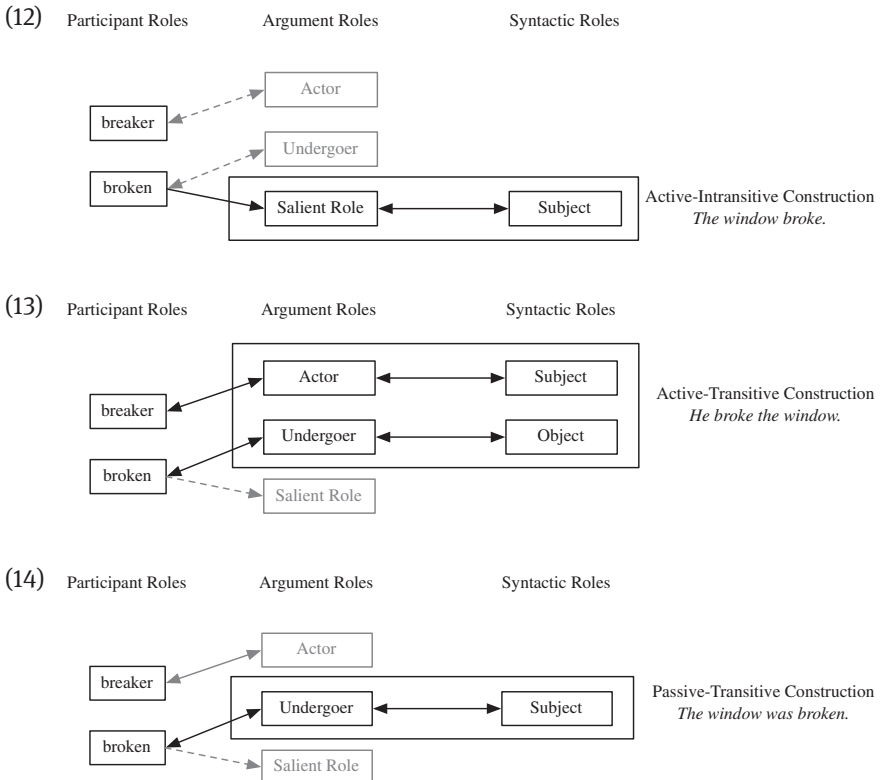 (12) Participant Roles Argument Roles Syntactic Roles
Actor
breaker
Undergoer
broken
Salient Role Subject
Active-Intransitive Construction
The window broke.
(13) Participant Roles Argument Roles Syntactic Roles
Actor Subject
breaker
Active-Transitive Construction
He broke the window.
Undergoer Object
broken
Salient Role
(14) Participant Roles Argument Roles Syntactic Roles
Actor
breaker
Undergoer Subject
Passive-Transitive Construction
The window was broken.
broken
Salient Role